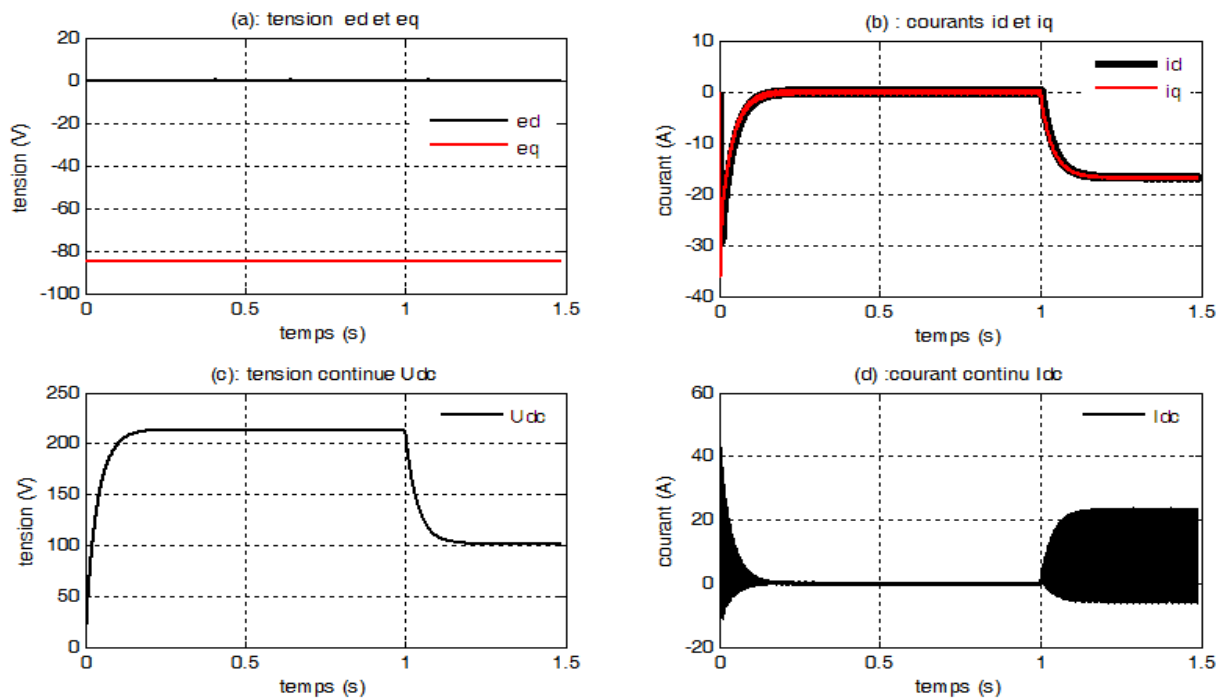 (a): tension ed et eq
tension (V)
20
0
-20
-40
-60
-80
-100
ed
eq
0
0.5
1
1.5
temps (s)
(b) : courants id et iq
courant (A)
0
-10
-20
-30
-40
id
iq
0
0.5
1
1.5
temps (s)
(c): tension continue Udc
tension (V)
250
200
150
100
50
0
Udc
0
0.5
1
1.5
temps (s)
(d) :courant continu Idc
courant (A)
60
40
20
0
-20
Idc
0
0.5
1
1.5
temps (s)